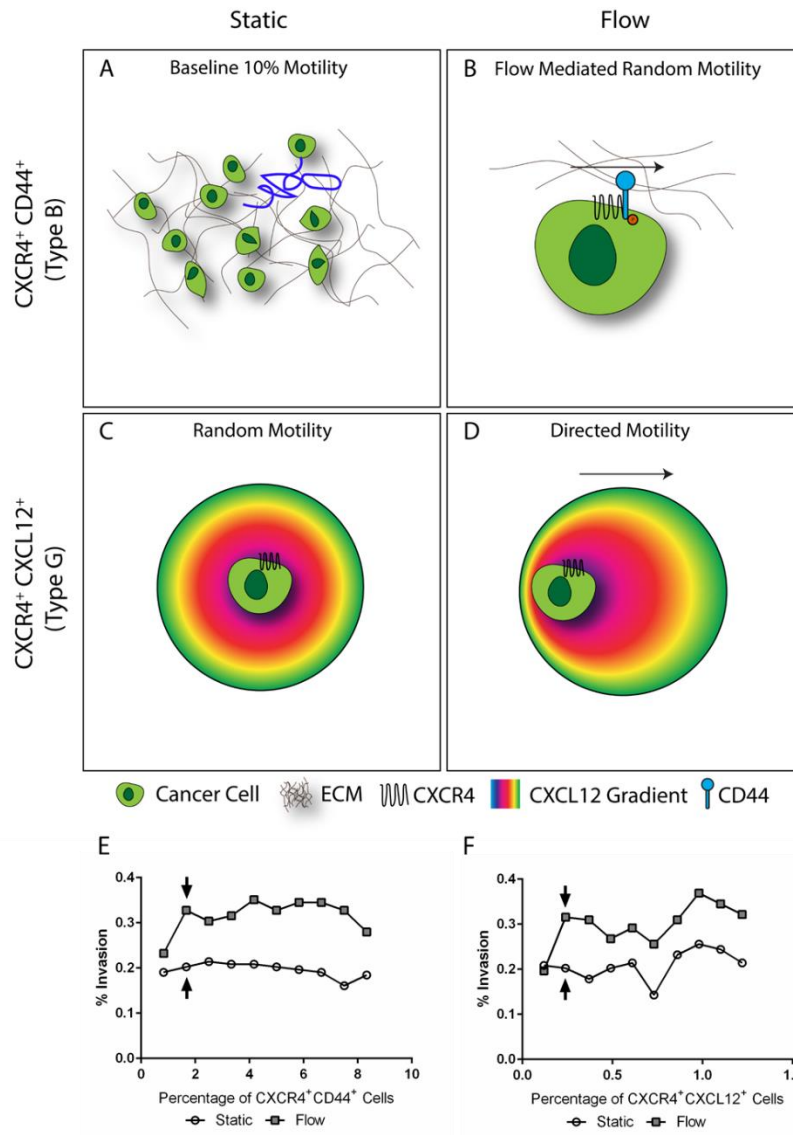 Static
Flow
A
Baseline 10% Motility
B
Flow Mediated Random Motility
CXCR4⁺ CD44⁺
(Type B)
C
Random Motility
D
Directed Motility
CXCR4⁺ CXCL12⁺
(Type G)
Cancer Cell
ECM
CXCR4
CXCL12 Gradient
CD44
E
% Invasion
0.4
0.3
0.2
0.1
0.0
0
2
4
6
8
10
Percentage of CXCR4⁺CD44⁺ Cells
Static
Flow
F
% Invasion
0.4
0.3
0.2
0.1
0.0
0.0
0.5
1.0
1.5
Percentage of CXCR4⁺CXCL12⁺ Cells
Static
Flow